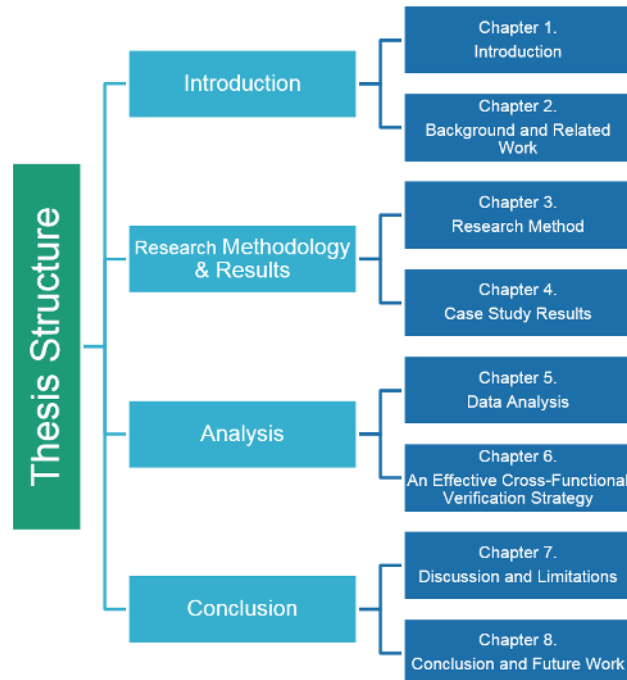 Thesis Structure
Introduction
Chapter 1.
Introduction
Chapter 2.
Background and Related
Work
Research Methodology
& Results
Chapter 3.
Research Method
Chapter 4.
Case Study Results
Analysis
Chapter 5.
Data Analysis
Chapter 6.
An Effective Cross-Functional
Verification Strategy
Conclusion
Chapter 7.
Discussion and Limitations
Chapter 8.
Conclusion and Future Work